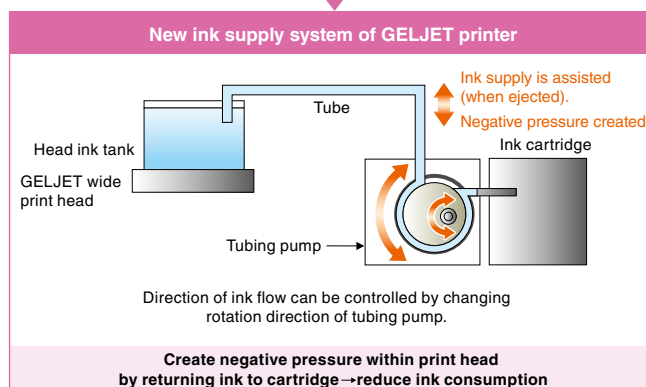 New ink supply system of GELJET printer
Ink supply is assisted
(when ejected).
Negative pressure created
Tube
Ink cartridge
Head ink tank
GELJET wide
print head
Tubing pump
Direction of ink flow can be controlled by changing
rotation direction of tubing pump.
Create negative pressure within print head
by returning ink to cartridge→reduce ink consumption